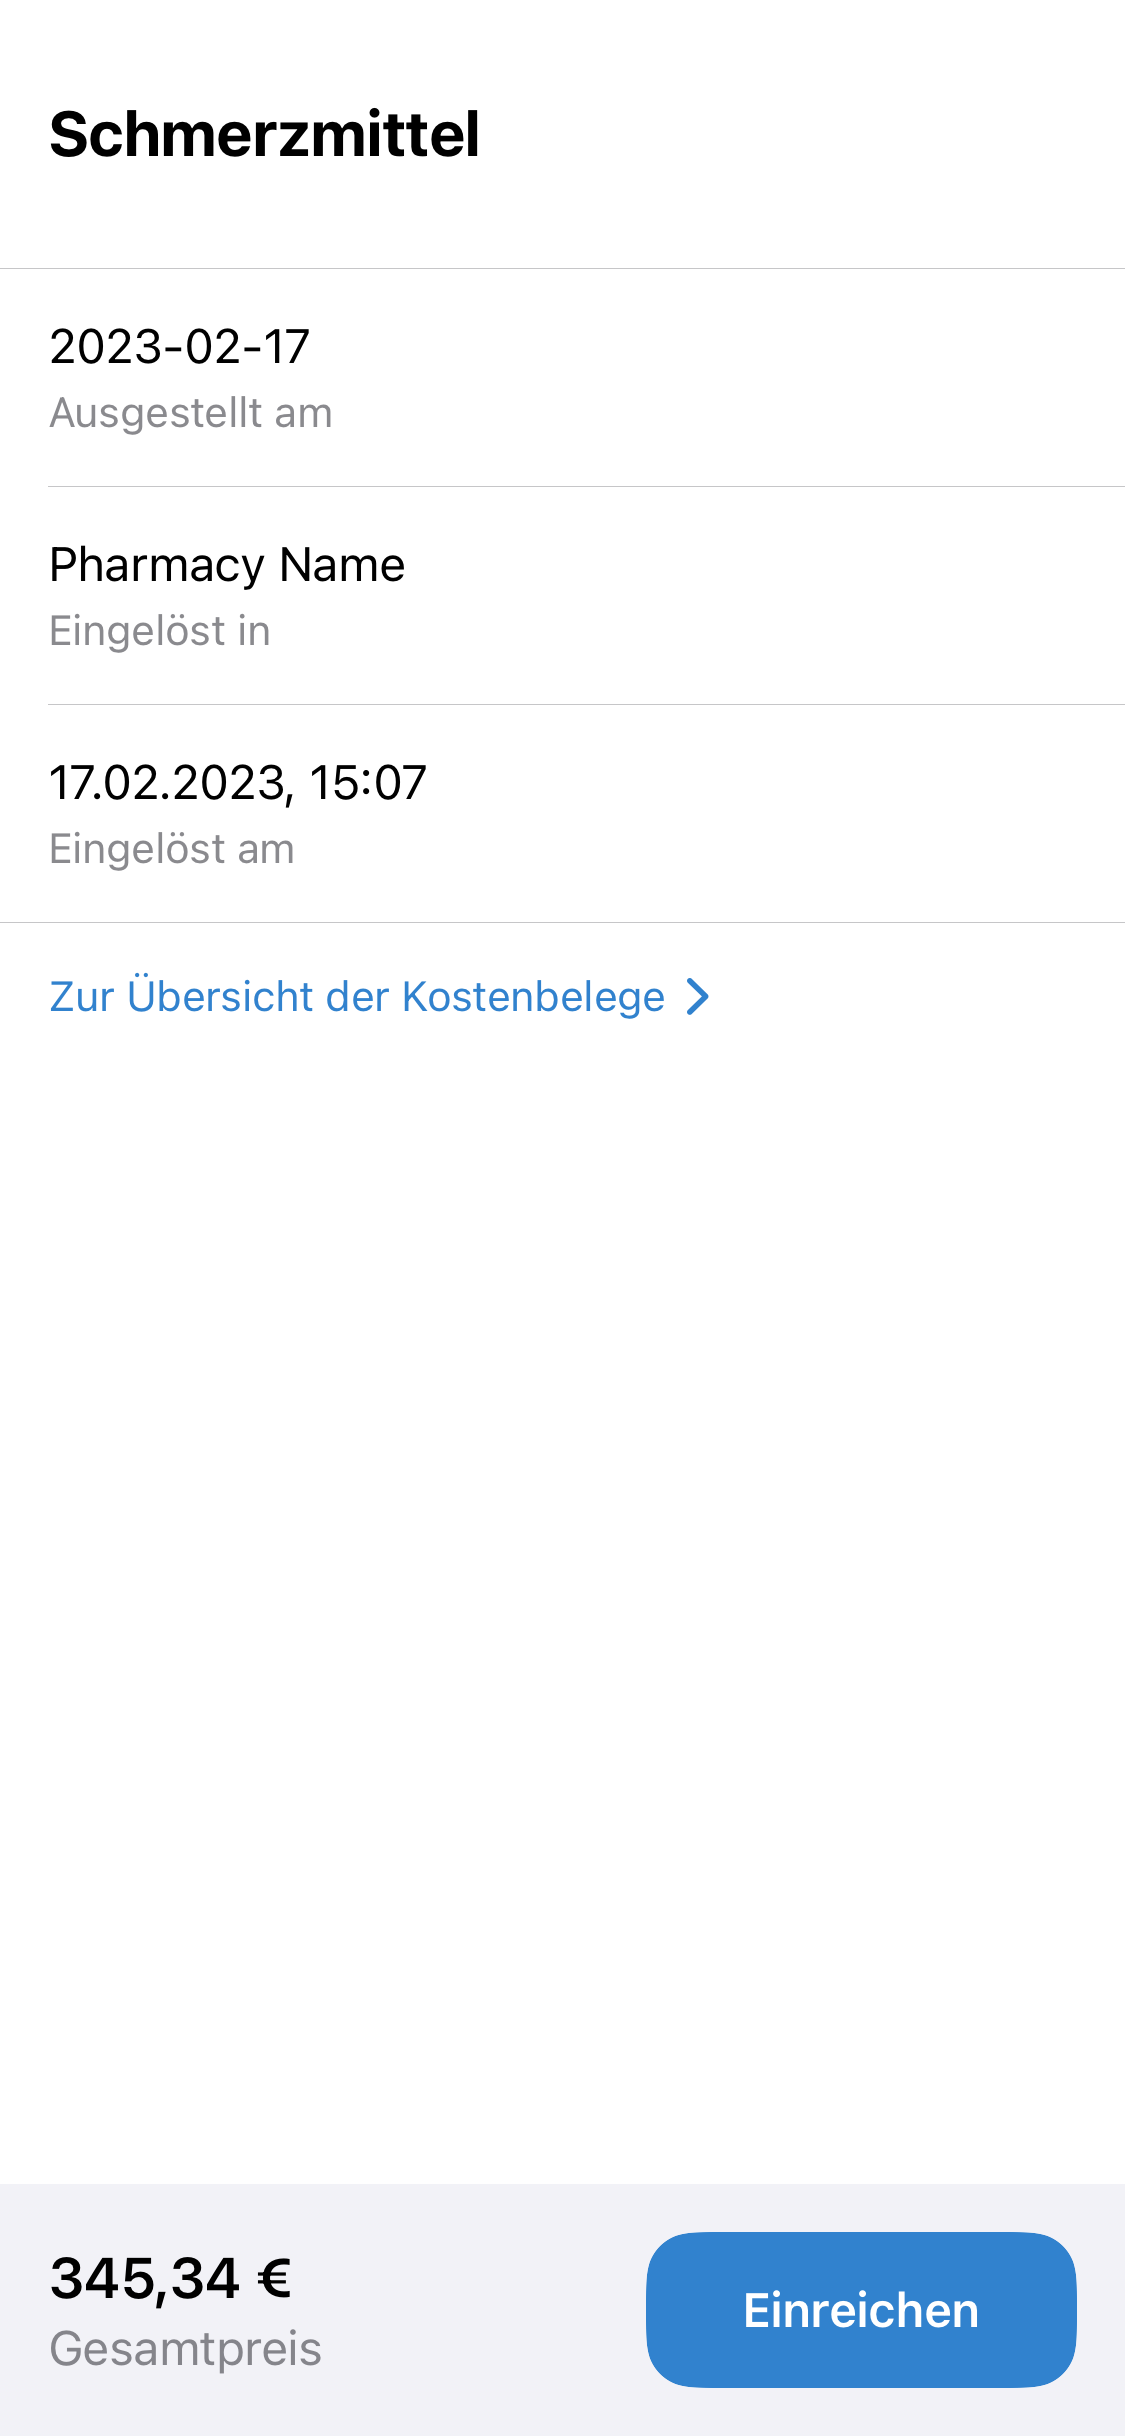 Schmerzmittel
2023-02-17
Ausgestellt am
Pharmacy Name
Eingelöst in
17.02.2023, 15:07
Eingelöst am
Zur Übersicht der Kostenbelege
345,34 €
Gesamtpreis
Einreichen